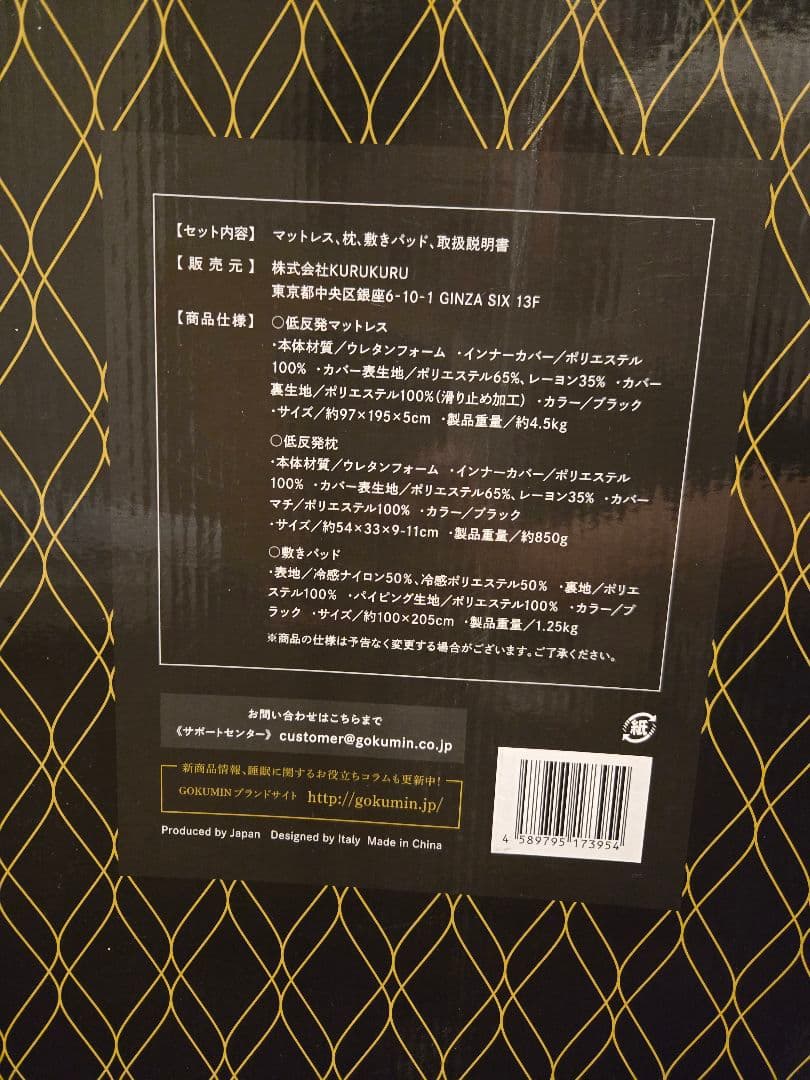 【セット内容】 マットレス、枕、敷きパッド、取扱説明書
【販売元】 株式会社KURUKURU
東京都中央区銀座6-10-1 GINZA SIX 13F
【商品仕様】 ○低反発マットレス
・本体材質／ウレタンフォーム ・インナーカバー／ポリエステル
100% ・カバー表生地／ポリエステル65%、レーヨン35% ・カバー
裏生地／ポリエステル100%(滑り止め加工) ・カラー／ブラック
・サイズ／約97×195×5cm ・製品重量／約4.5kg
○低反発枕
・本体材質／ウレタンフォーム ・インナーカバー／ポリエステル
100% ・カバー表生地／ポリエステル65%、レーヨン35% ・カバー
マチ／ポリエステル100% ・カラー／ブラック
・サイズ／約54×33×9-11cm ・製品重量／約850g
○敷きパッド
・表地／冷感ナイロン50%、冷感ポリエステル50% ・裏地／ポリエ
ステル100% ・パイピング生地／ポリエステル100% ・カラー／ブ
ラック ・サイズ／約100×205cm ・製品重量／1.25kg
※商品の仕様は予告なく変更する場合がございます。ご了承ください。
お問い合わせはこちらまで
《サポートセンター》 customer@gokumin.co.jp
紙
新商品情報、睡眠に関するお役立ちコラムも更新中!
GOKUMINブランドサイト http://gokumin.jp/
Produced by Japan Designed by Italy Made in China
4 589795 173954